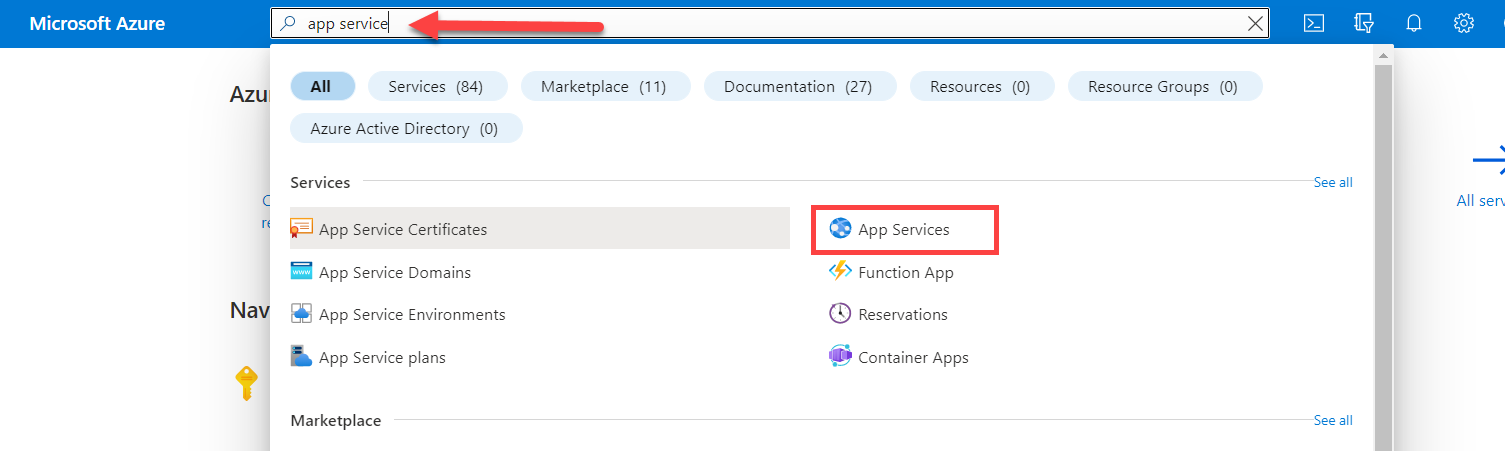 Microsoft Azure
app service
All
Services (84)
Marketplace (11)
Documentation (27)
Resources (0)
Resource Groups (0)
Azure Active Directory (0)
Services
See all
App Service Certificates
App Services
App Service Domains
Function App
App Service Environments
Reservations
App Service plans
Container Apps
Marketplace
See all
Nav
All serv